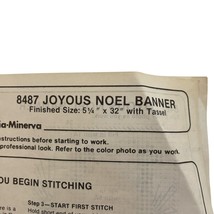 8487 JOYOUS NOEL BANNER
Finished Size: 5¼" x 32" with Tassel
ia-Minerva
structions before starting to work.
professional look. Refer to the color photo as you work.
OU BEGIN STITCHING
Step 3—START FIRST STITCH
Hold short end of